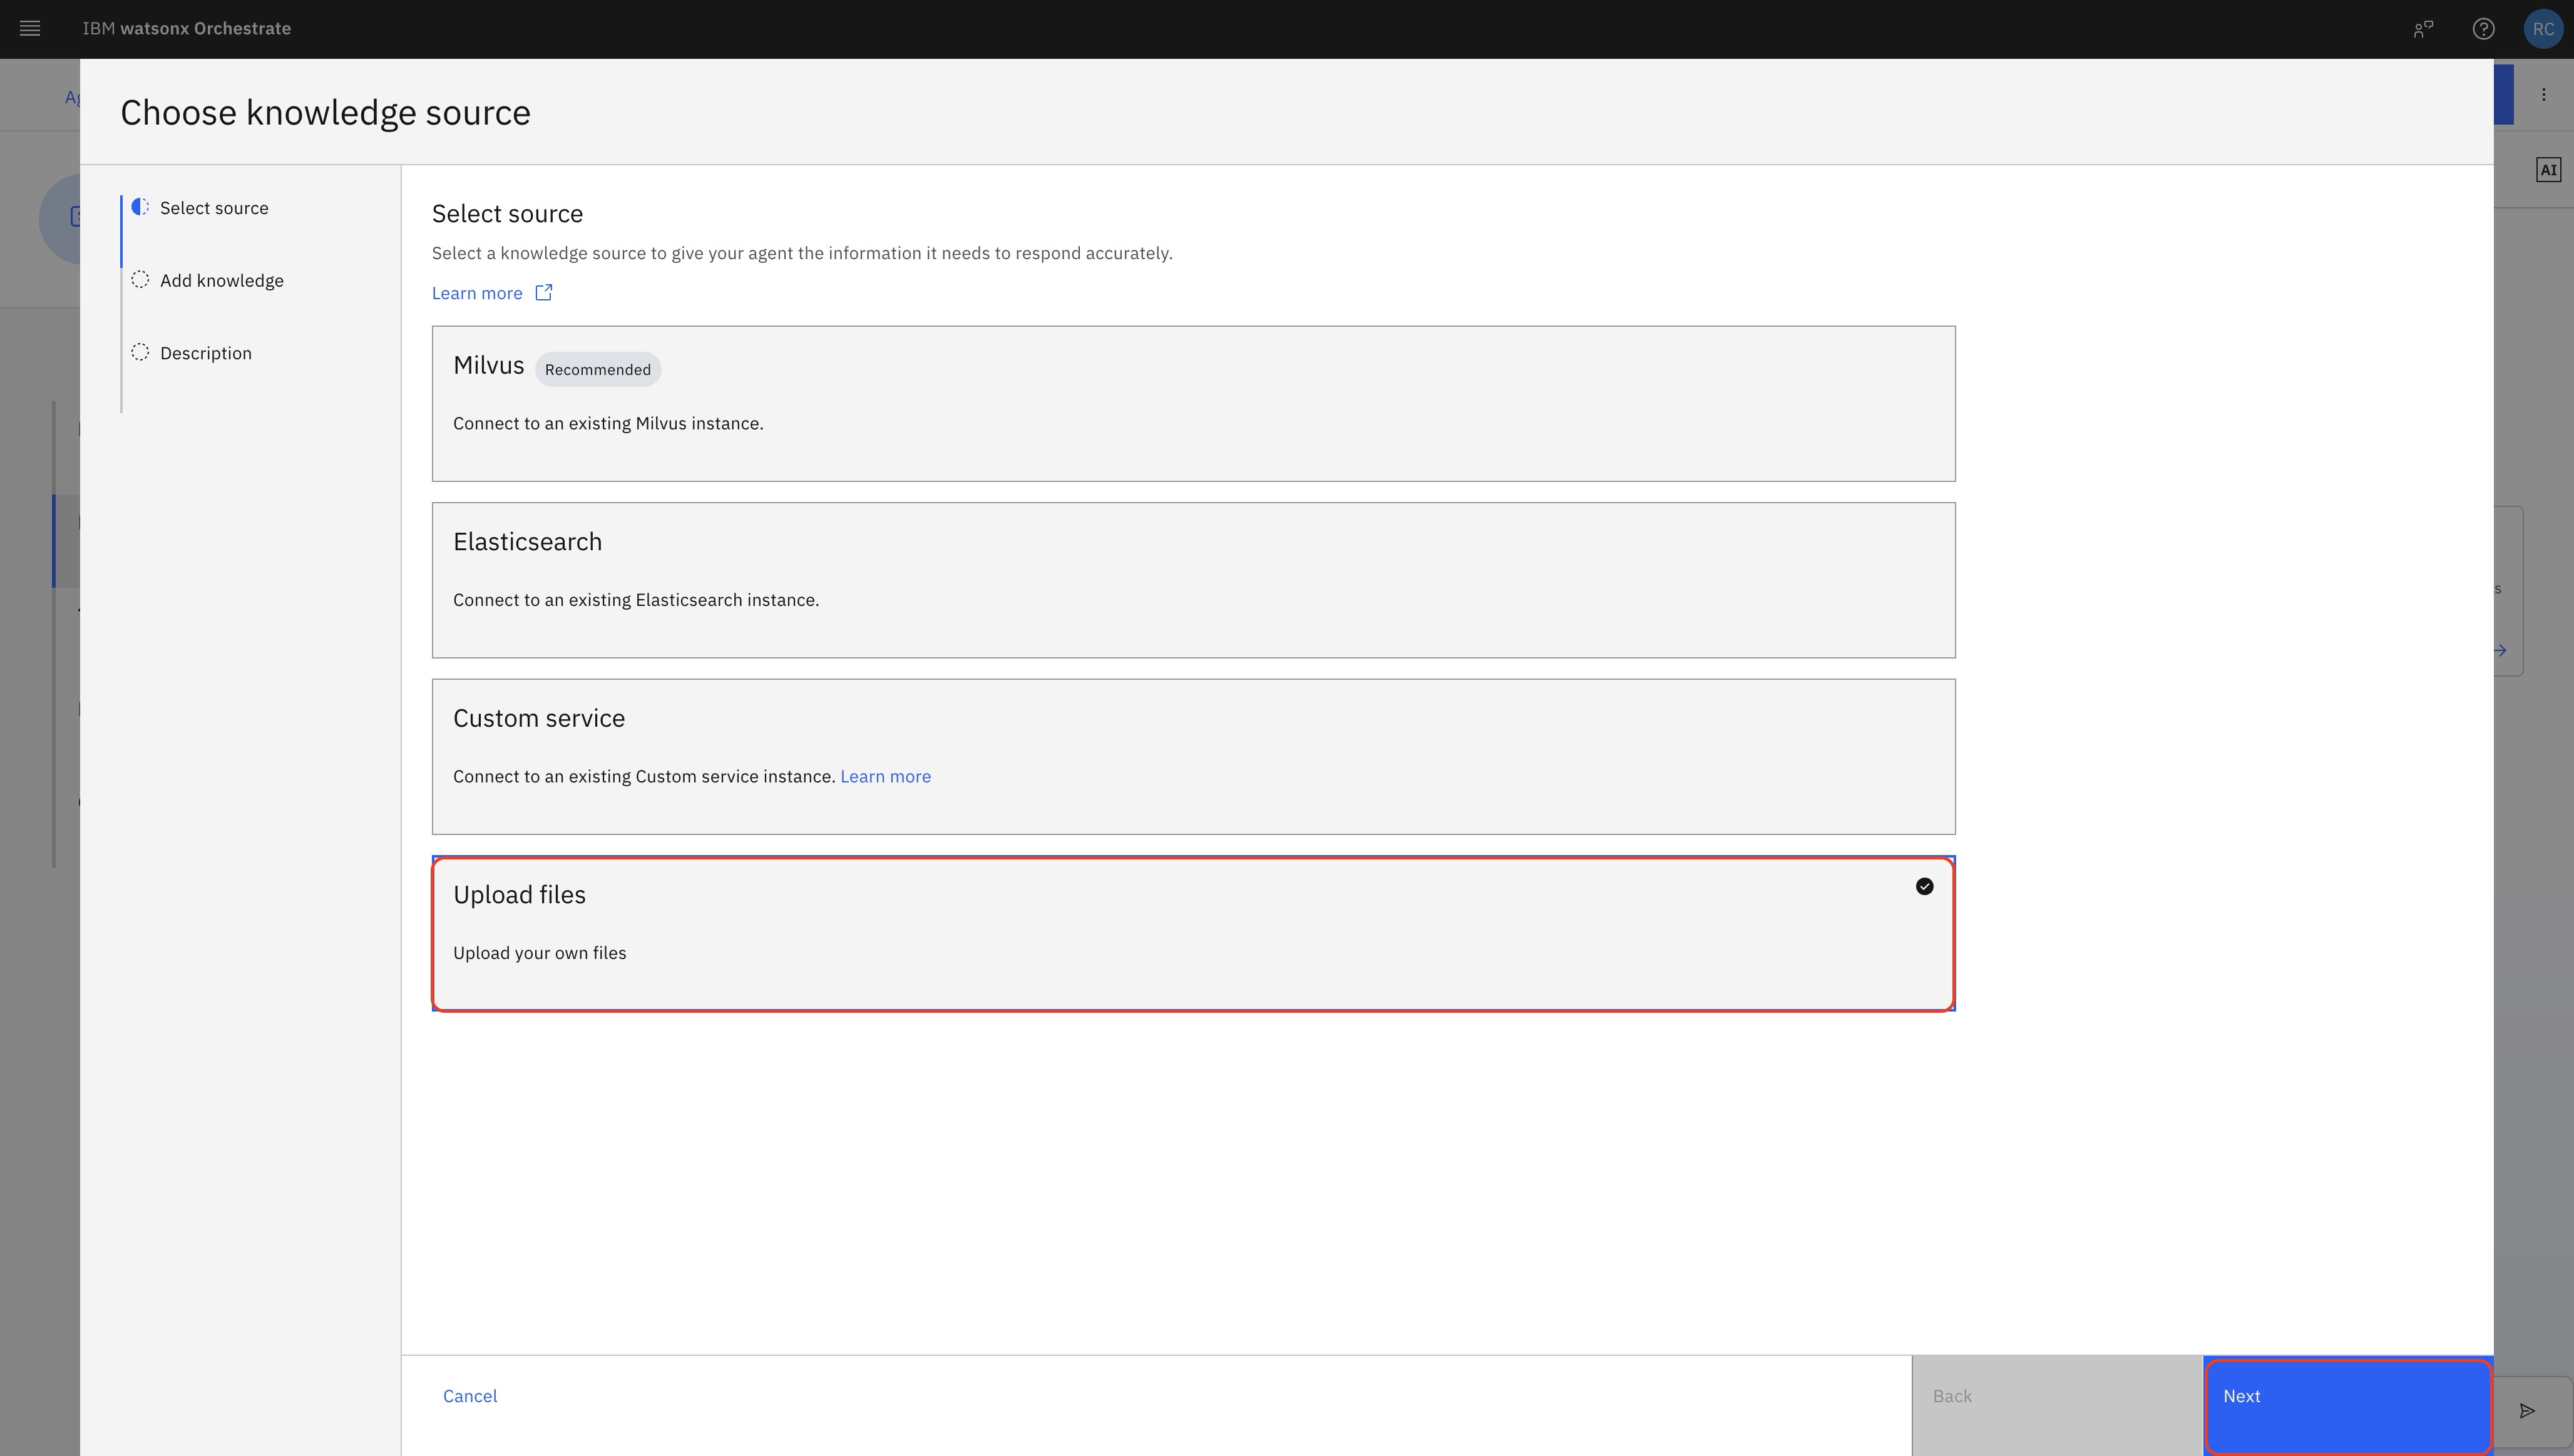 IBM watsonx Orchestrate
RC
Choose knowledge source
AI
Select source
Add knowledge
Description
Select source
Select a knowledge source to give your agent the information it needs to respond accurately.
Learn more
Milvus Recommended
Connect to an existing Milvus instance.
Elasticsearch
Connect to an existing Elasticsearch instance.
Custom service
Connect to an existing Custom service instance. Learn more
Upload files
Upload your own files
Cancel
Back
Next